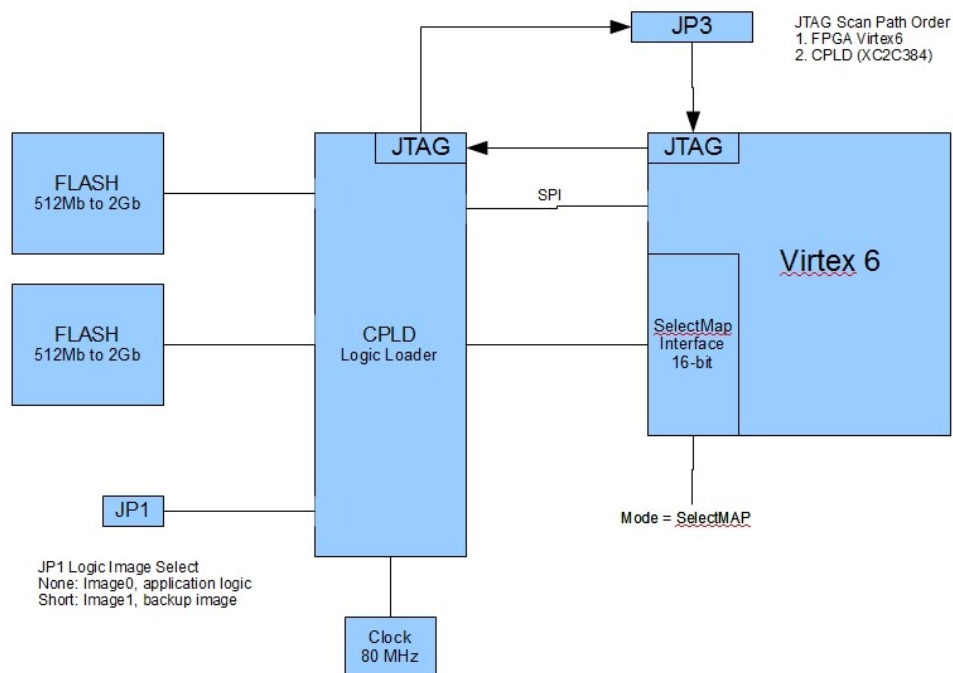 JP3
JTAG Scan Path Order
1. FPGA Virtex6
2. CPLD (XC2C384)
JTAG
JTAG
FLASH
512Mb to 2Gb
SPI
Virtex 6
FLASH
512Mb to 2Gb
CPLD
Logic Loader
SelectMap
Interface
16-bit
JP1
Mode = SelectMAP
JP1 Logic Image Select
None: Image0, application logic
Short: Image1, backup image
Clock
80 MHz